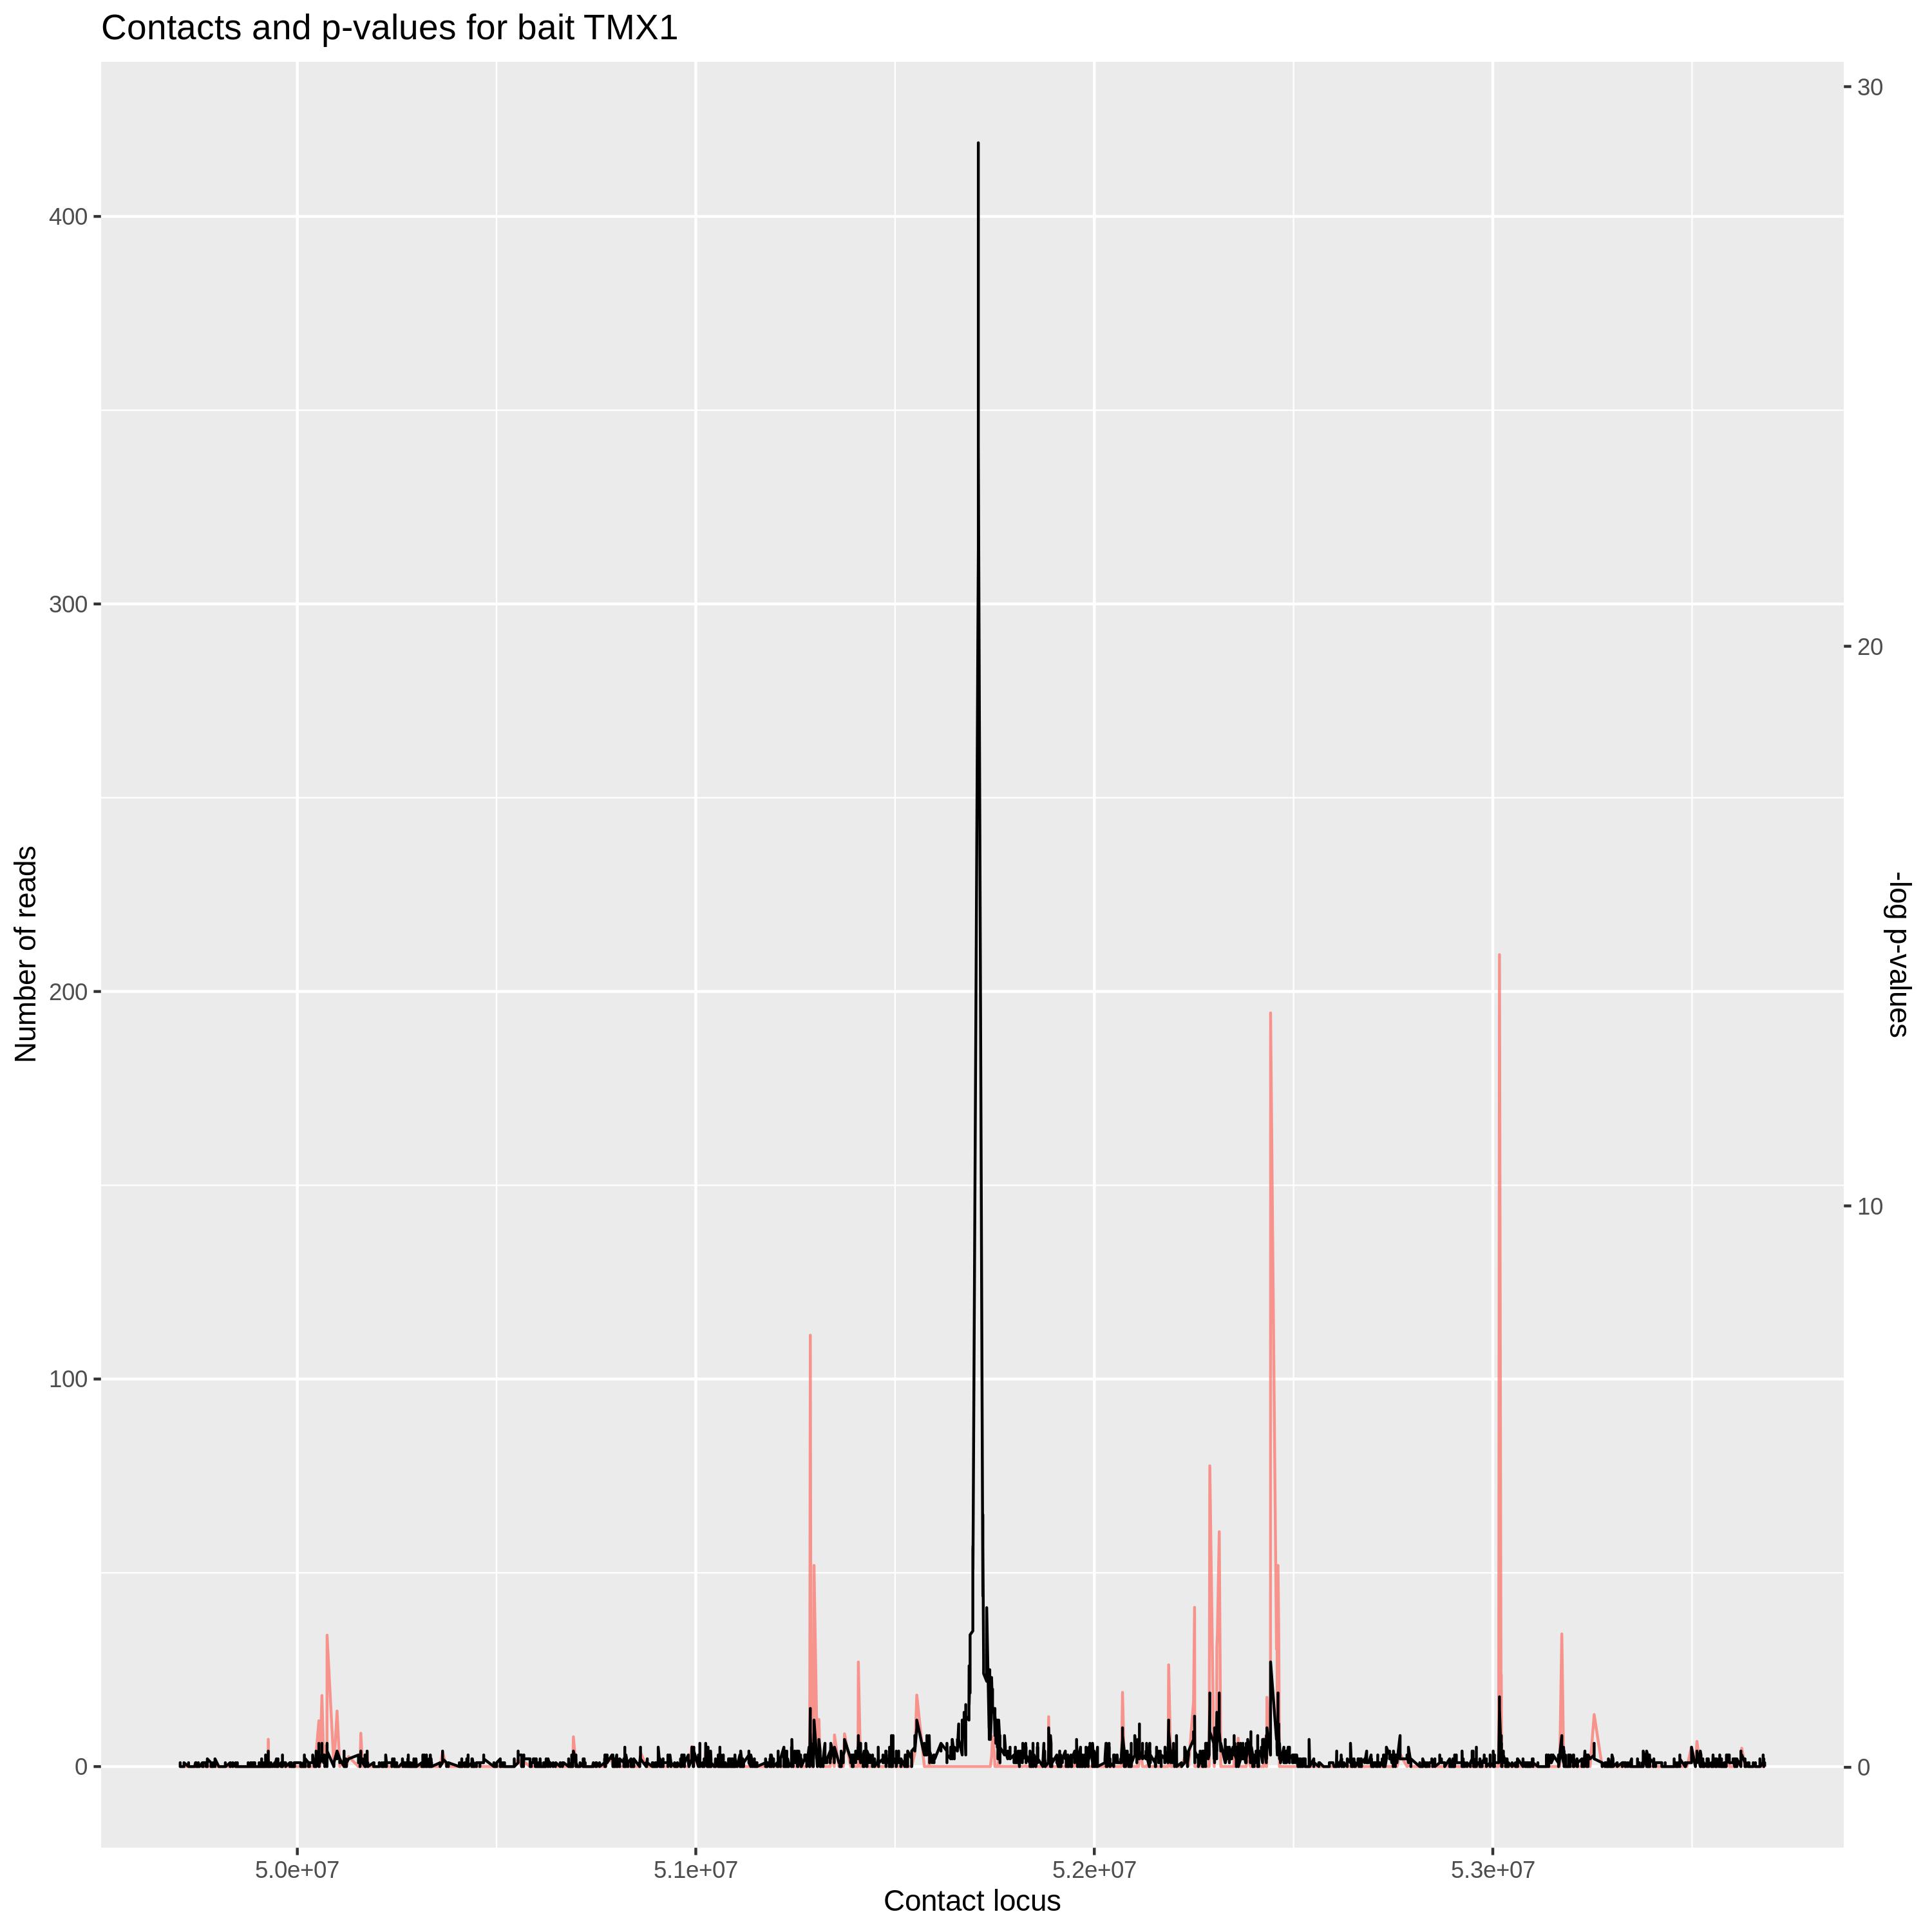 Contacts and p-values for bait TMX1
30
400
300
20
Number of reads
-log p-values
200
10
100
0
0
5.0e+07
5.1e+07
5.2e+07
5.3e+07
Contact locus